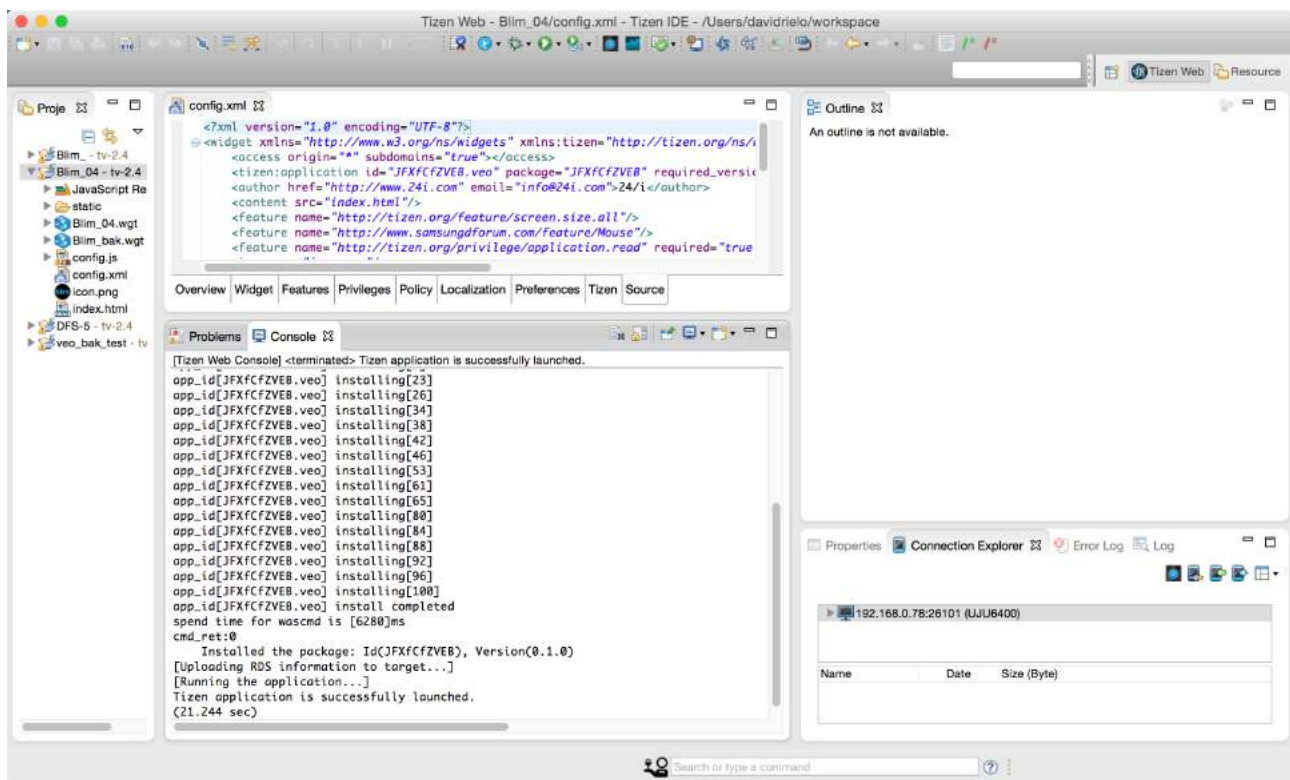 Tizen Web - Blim_04/config.xml - Tizen IDE - /Users/davidrielo/workspace
Tizen Web Resource
Proje
Blim_ - tv-2.4
Blim_04 - tv-2.4
JavaScript Re
static
Blim_04.wgt
Blim_bak.wgt
config.js
config.xml
icon.png
index.html
DFS-5 - tv-2.4
veo_bak_test - tv
config.xml
<?xml version="1.0" encoding="UTF-8"?>
<widget xmlns="http://www.w3.org/ns/widgets" xmlns:tizen="http://tizen.org/ns/
<access origin="*" subdomains="true"></access>
<tizen:application id="JFXfCfZVEB.veo" package="JFXfCfZVEB" required_versic
<author href="http://www.24i.com" email="info@24i.com">24/i</author>
<content src="index.html"/>
<feature name="http://tizen.org/feature/screen.size.all"/>
<feature name="http://www.samsungdforum.com/feature/Mouse"/>
<feature name="http://tizen.org/privilege/application.read" required="true
Overview Widget Features Privileges Policy Localization Preferences Tizen Source
Problems Console
[Tizen Web Console] <terminated> Tizen application is successfully launched.
app_id[JFXfCfZVEB.veo] installing[23]
app_id[JFXfCfZVEB.veo] installing[26]
app_id[JFXfCfZVEB.veo] installing[34]
app_id[JFXfCfZVEB.veo] installing[38]
app_id[JFXfCfZVEB.veo] installing[42]
app_id[JFXfCfZVEB.veo] installing[46]
app_id[JFXfCfZVEB.veo] installing[53]
app_id[JFXfCfZVEB.veo] installing[61]
app_id[JFXfCfZVEB.veo] installing[65]
app_id[JFXfCfZVEB.veo] installing[80]
app_id[JFXfCfZVEB.veo] installing[84]
app_id[JFXfCfZVEB.veo] installing[88]
app_id[JFXfCfZVEB.veo] installing[92]
app_id[JFXfCfZVEB.veo] installing[96]
app_id[JFXfCfZVEB.veo] installing[100]
app_id[JFXfCfZVEB.veo] install completed
spend time for wascmd is [6280]ms
cmd_ret:0
Installed the package: Id(JFXfCfZVEB), Version(0.1.0)
[Uploading RDS information to target...]
[Running the application...]
Tizen application is successfully launched.
(21.244 sec)
Outline
An outline is not available.
Properties Connection Explorer Error Log Log
192.168.0.78:26101 (UJU6400)
Name Date Size (Byte)
Search or type a command